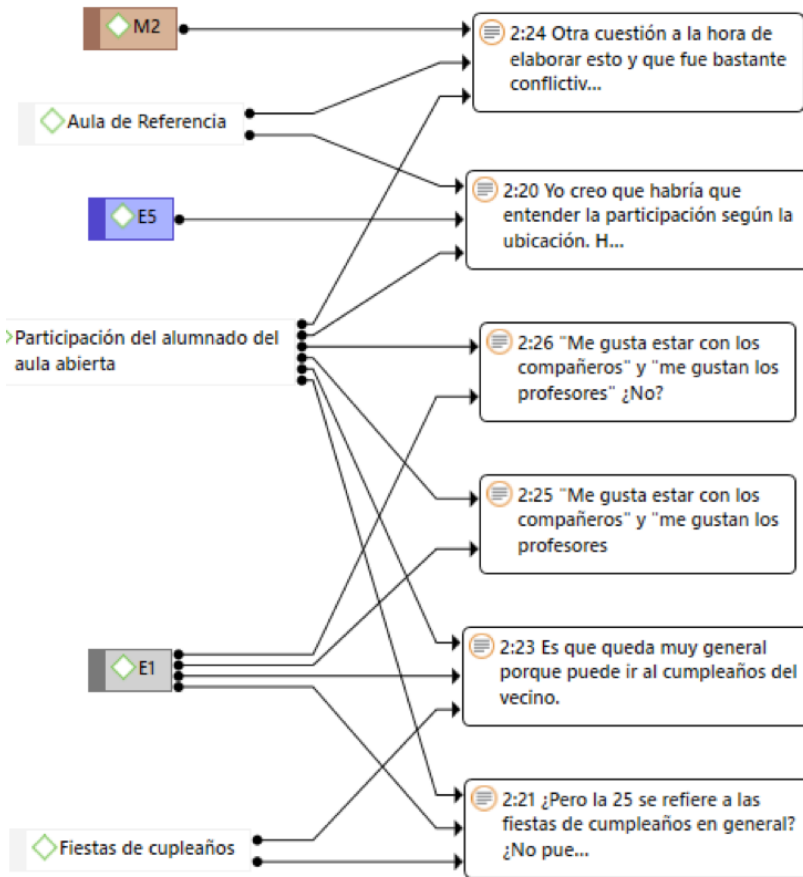 M2
2:24 Otra cuestión a la hora de
elaborar esto y que fue bastante
conflictiv...
Aula de Referencia
2:20 Yo creo que habría que
entender la participación según la
ubicación. H...
E5
Participación del alumnado del
aula abierta
2:26 "Me gusta estar con los
compañeros" y "me gustan los
profesores" ¿No?
2:25 "Me gusta estar con los
compañeros" y "me gustan los
profesores
E1
2:23 Es que queda muy general
porque puede ir al cumpleaños del
vecino.
2:21 ¿Pero la 25 se refiere a las
fiestas de cumpleaños en general?
¿No pue...
Fiestas de cupleaños